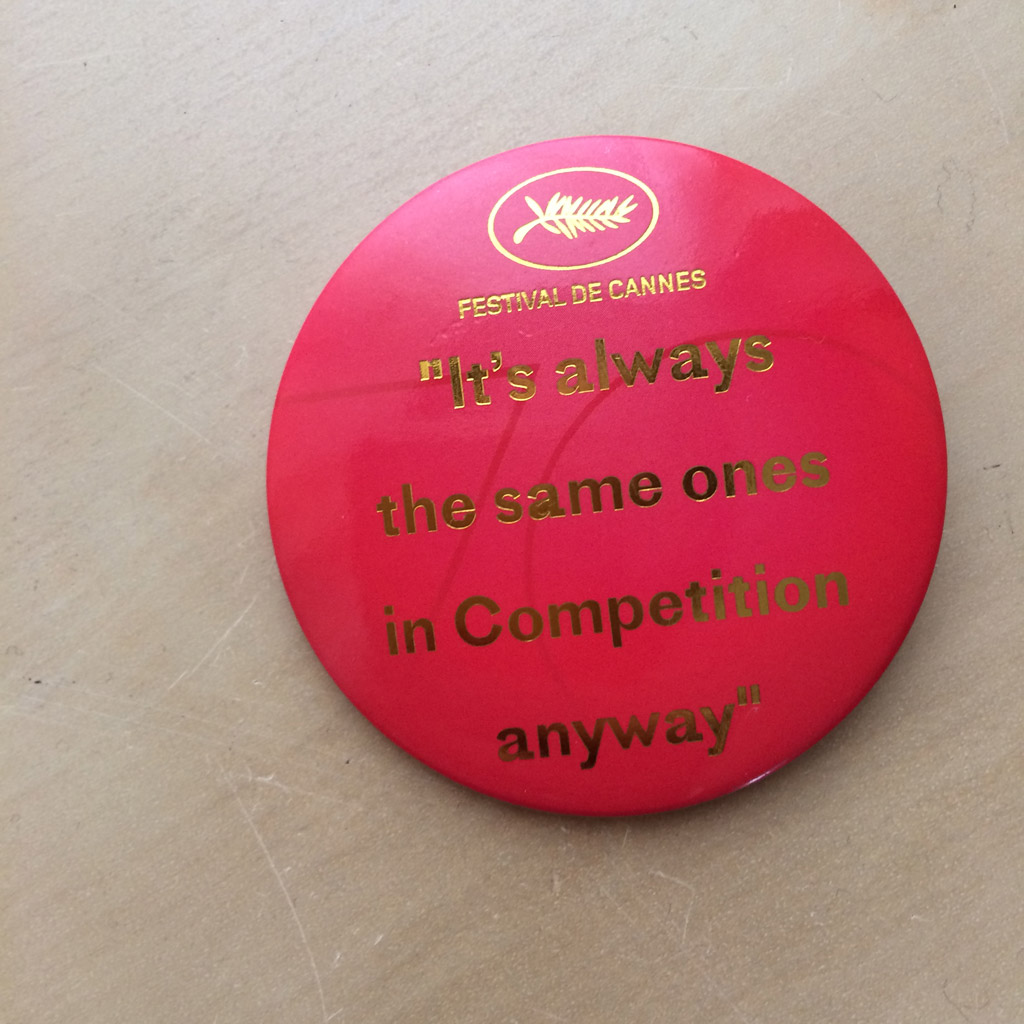 FESTIVAL DE CANNES
"It's always
the same ones
in Competition
anyway"